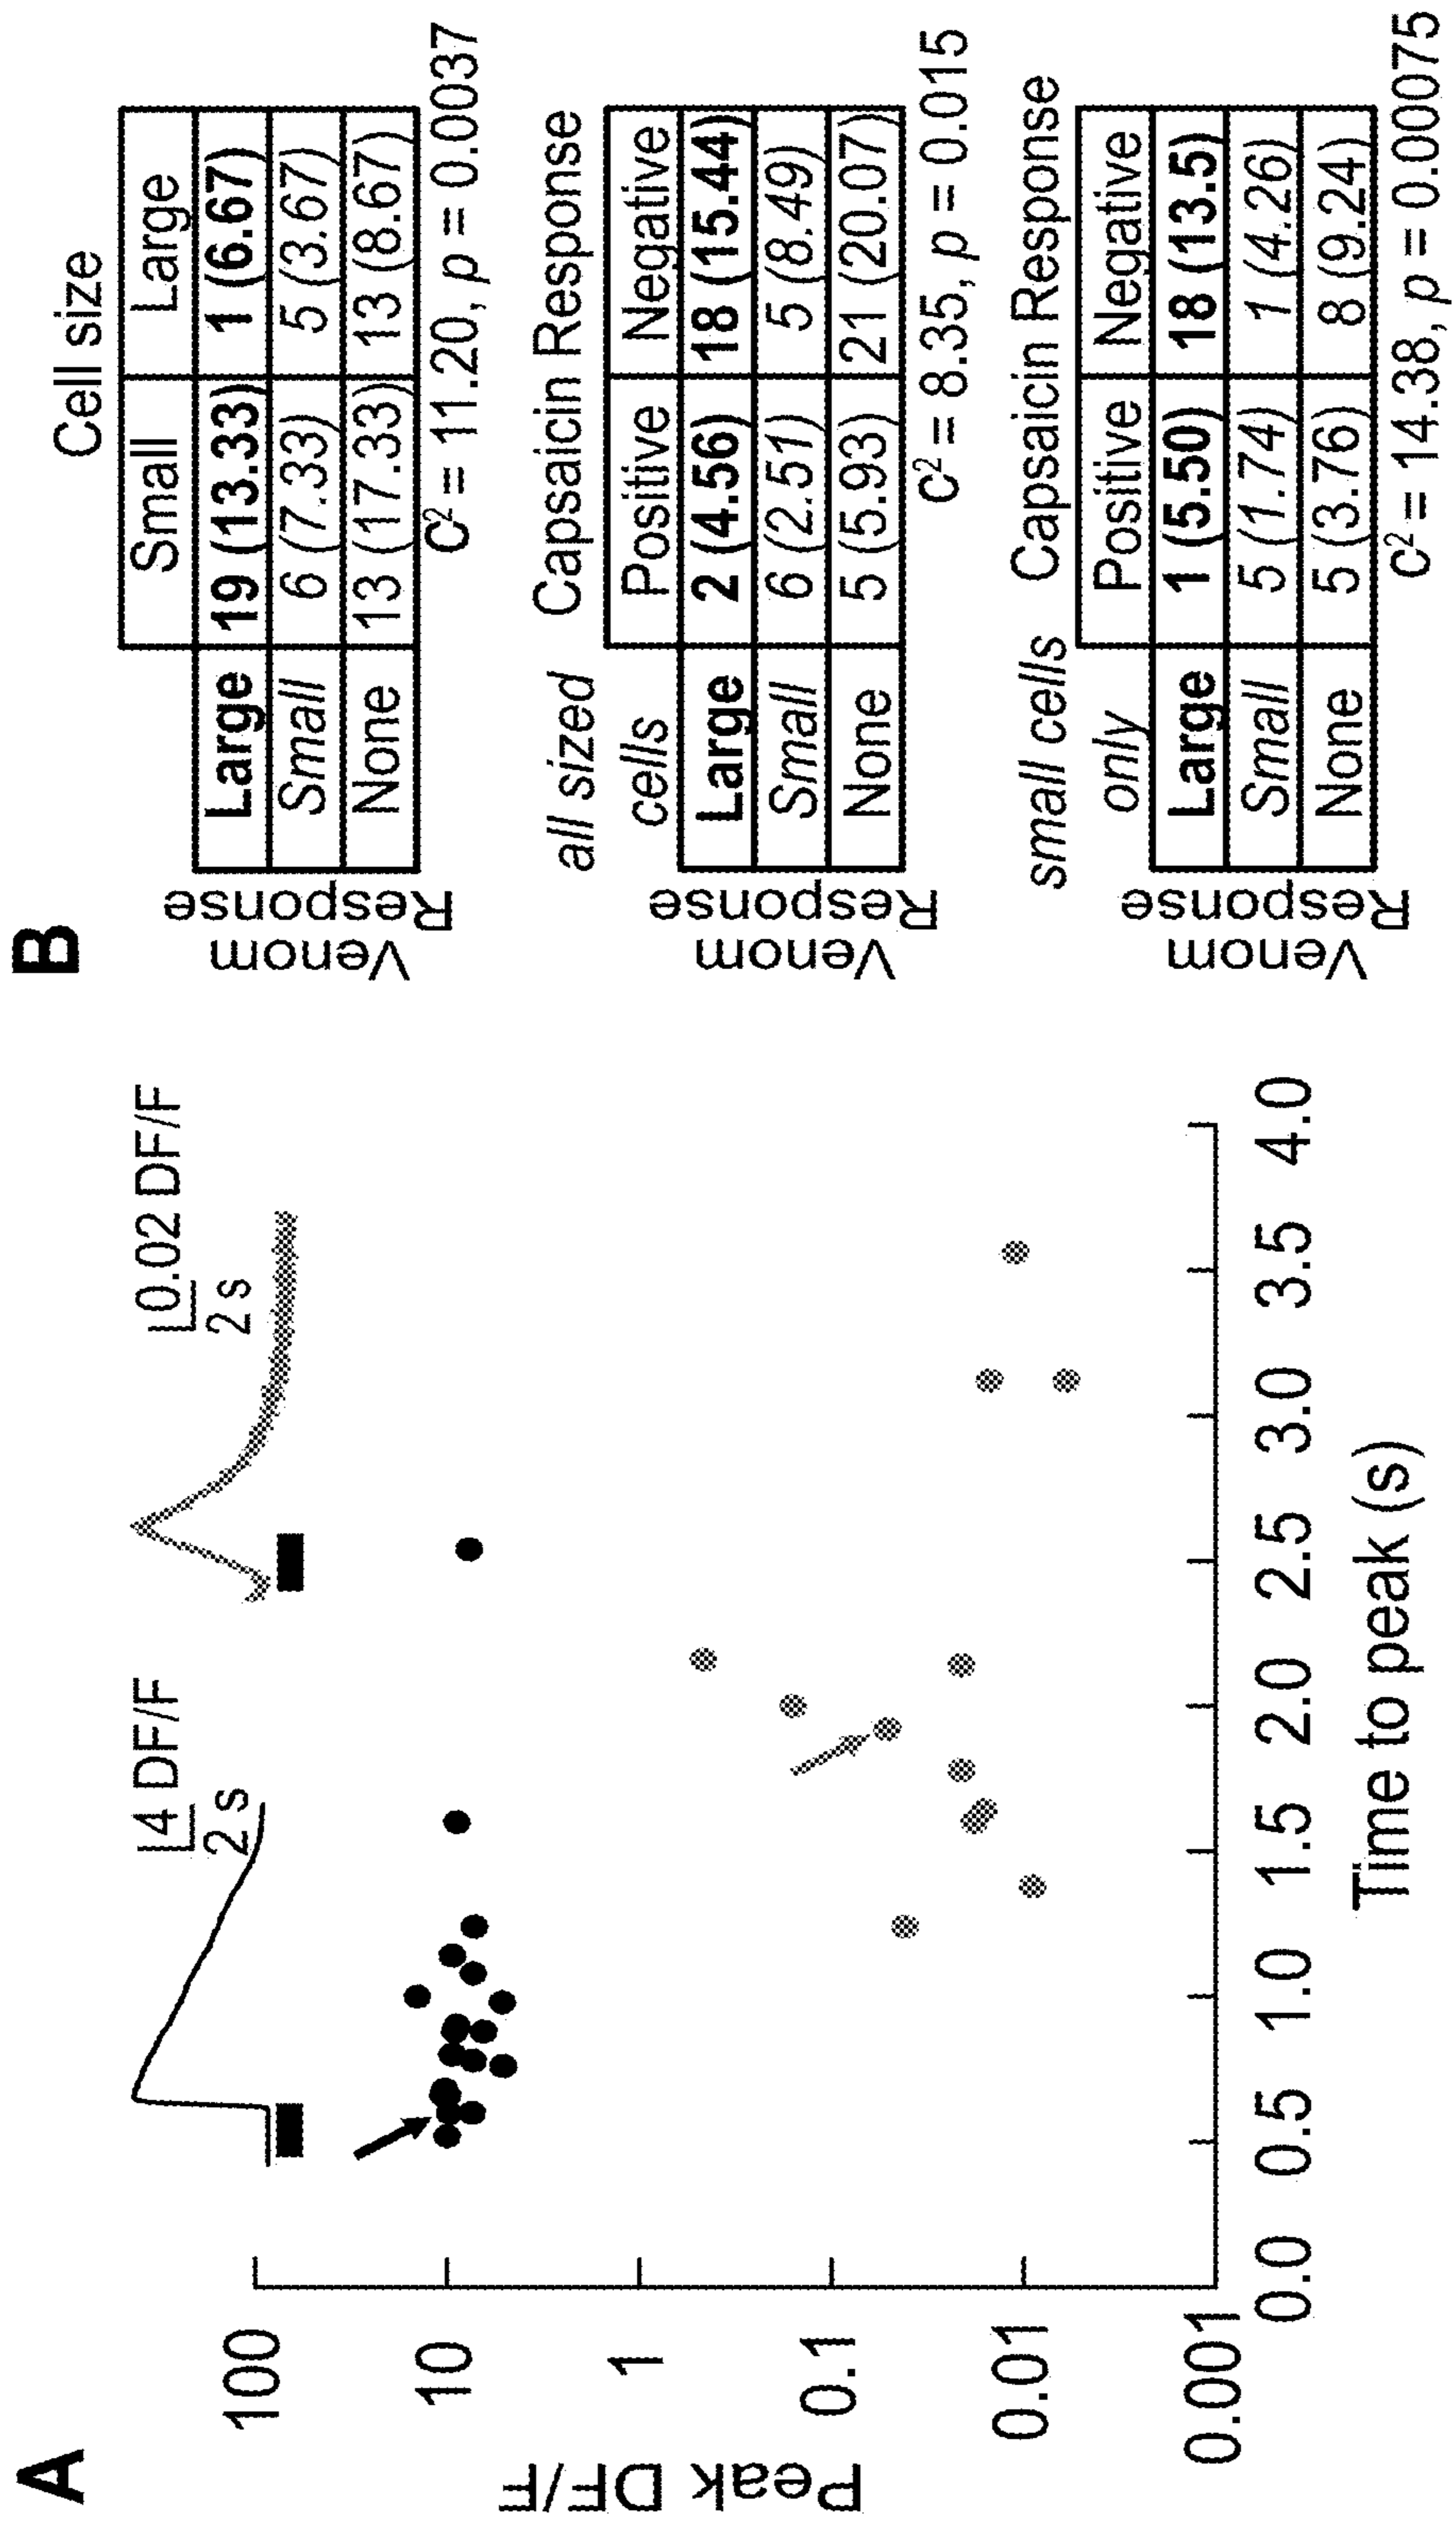 A
Peak DF/F
100
10
1
0.1
0.01
0.001
0.0 0.5 1.0 1.5 2.0 2.5 3.0 3.5 4.0
Time to peak (s)
4 DF/F
2 s
0.02 DF/F
2 s
B
Cell size
Small Large
Venom Response
Large 19 (13.33) 1 (6.67)
Small 6 (7.33) 5 (3.67)
None 13 (17.33) 13 (8.67)
c² = 11.20, p = 0.0037
all sized cells
Capsaicin Response
Positive Negative
Venom Response
Large 2 (4.56) 18 (15.44)
Small 6 (2.51) 5 (8.49)
None 5 (5.93) 21 (20.07)
c² = 8.35, p = 0.015
small cells only
Capsaicin Response
Positive Negative
Venom Response
Large 1 (5.50) 18 (13.5)
Small 5 (1.74) 1 (4.26)
None 5 (3.76) 8 (9.24)
c² = 14.38, p = 0.00075